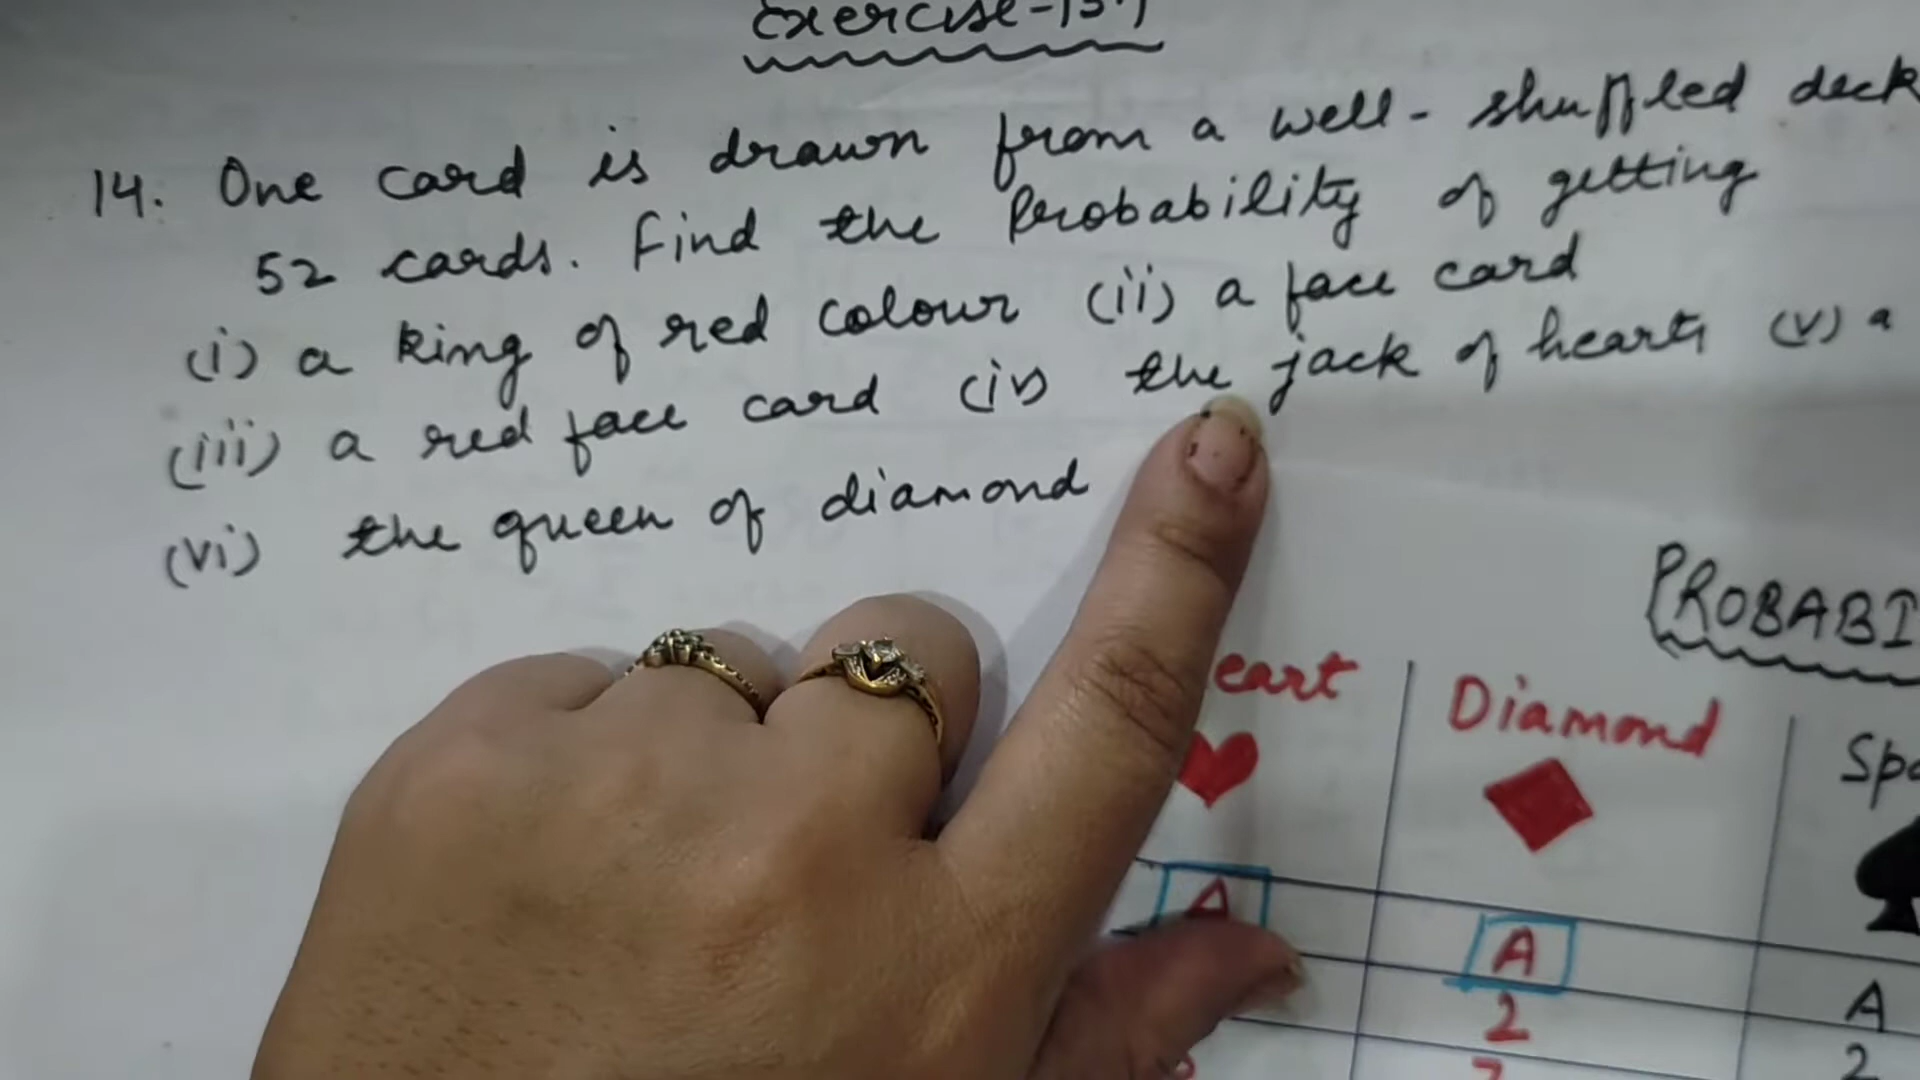 Exercise-15.1
14. One card is drawn from a well-shuffled deck
52 cards. Find the Probability of getting
(i) a king of red colour (ii) a face card
(iii) a red face card (iv) the jack of hearts (v) a
(vi) the queen of diamond
PROBABI
eart
Diamond
Spa
A
A
A
2
2
3